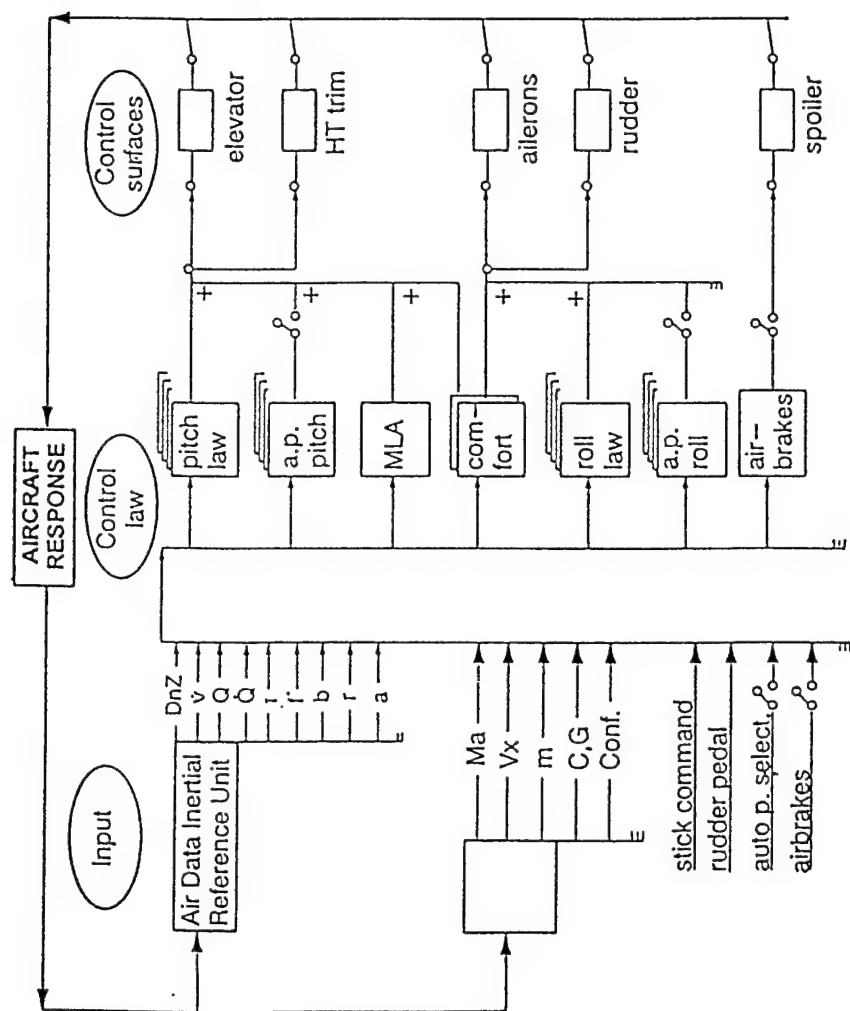 AIRCRAFT
RESPONSE
Input
Control
law
Control
surfaces
Air Data Inertial
Reference Unit
DnZ
v̇
Q
Q̇
r
b
r
a
Ma
Vx
m
C,G
Conf.
stick command
rudder pedal
auto p. select.
airbrakes
pitch
law
a.p.
pitch
MLA
com-
fort
roll
law
a.p.
roll
air-
brakes
+
+
+
+
+
elevator
HT trim
ailerons
rudder
spoiler